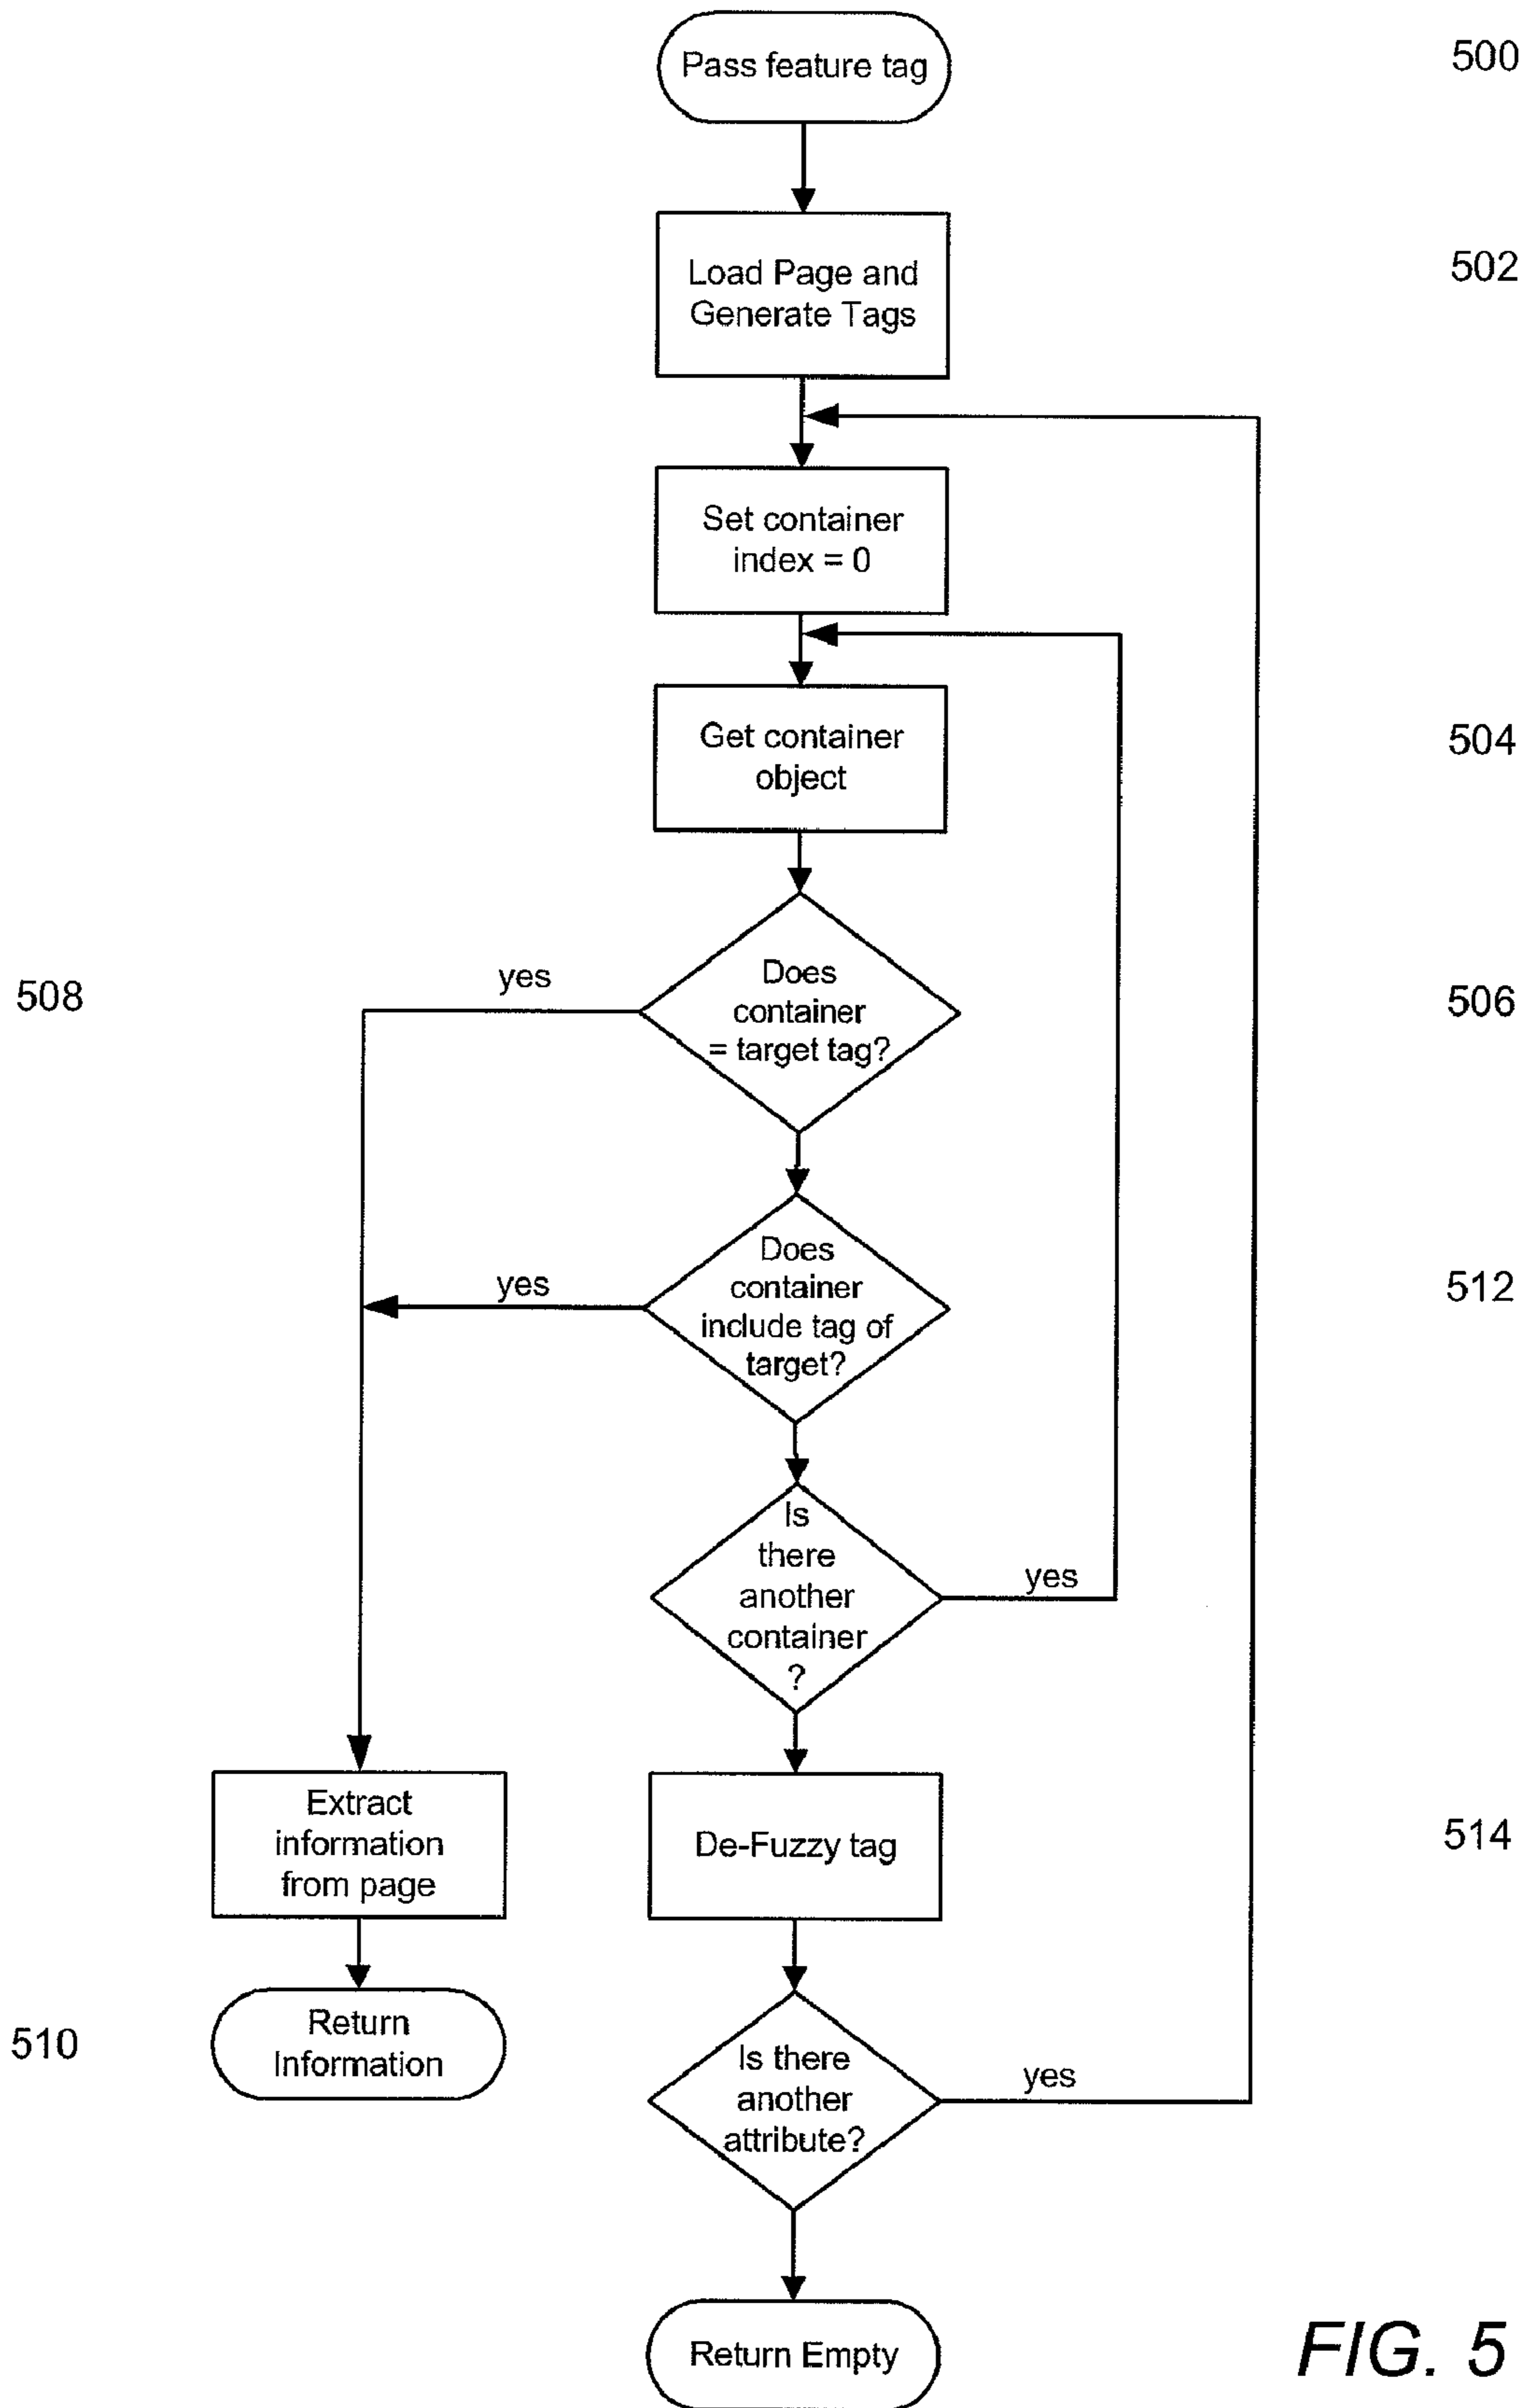 Pass feature tag
500
Load Page and
Generate Tags
502
Set container
index = 0
Get container
object
504
508
yes
Does
container
= target tag?
506
yes
Does
container
include tag of
target?
512
Is
there
another
container
?
yes
Extract
information
from page
De-Fuzzy tag
514
510
Return
Information
Is there
another
attribute?
yes
Return Empty
FIG. 5